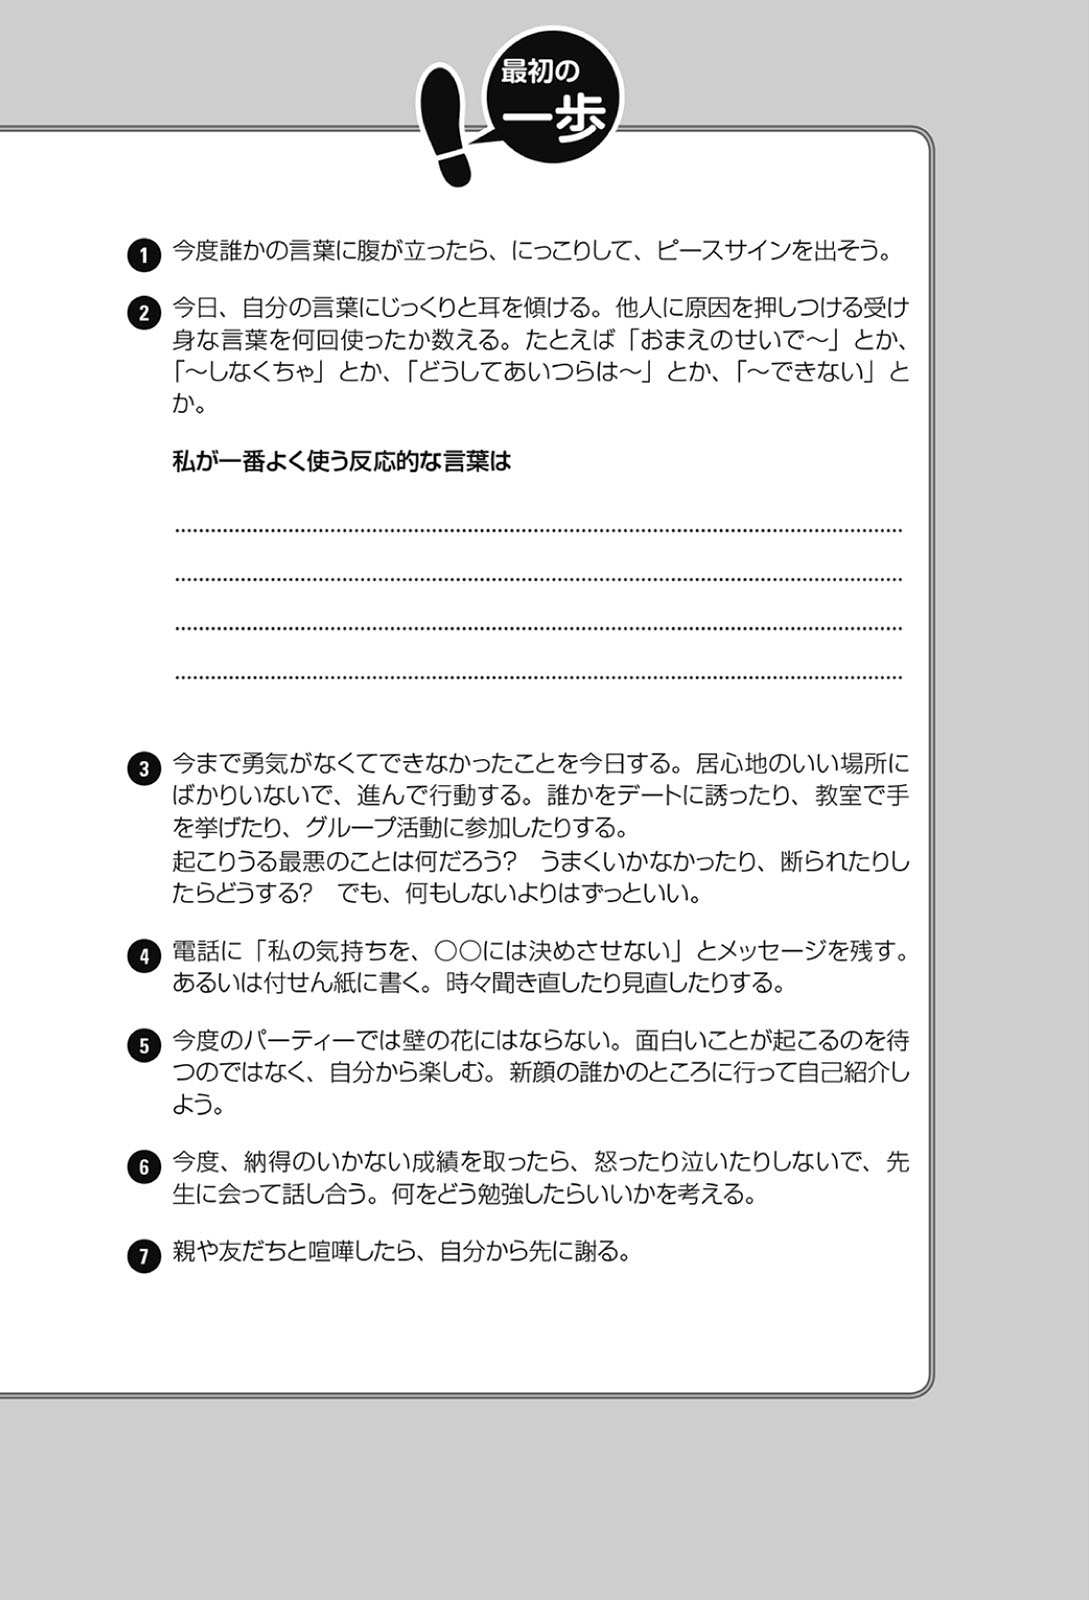 最初の
一歩
1 今度誰かの言葉に腹が立ったら、にっこりして、ピースサインを出そう。
2 今日、自分の言葉にじっくりと耳を傾ける。他人に原因を押しつける受け
身な言葉を何回使ったか数える。たとえば「おまえのせいで〜」とか、
「〜しなくちゃ」とか、「どうしてあいつらは〜」とか、「〜できない」と
か。
私が一番よく使う反応的な言葉は
3 今まで勇気がなくてできなかったことを今日する。居心地のいい場所に
ばかりいないで、進んで行動する。誰かをデートに誘ったり、教室で手
を挙げたり、グループ活動に参加したりする。
起こりうる最悪のことは何だろう？　うまくいかなかったり、断られたりし
たらどうする？　でも、何もしないよりはずっといい。
4 電話に「私の気持ちを、〇〇には決めさせない」とメッセージを残す。
あるいは付せん紙に書く。時々聞き直したり見直したりする。
5 今度のパーティーでは壁の花にはならない。面白いことが起こるのを待
つのではなく、自分から楽しむ。新顔の誰かのところに行って自己紹介し
よう。
6 今度、納得のいかない成績を取ったら、怒ったり泣いたりしないで、先
生に会って話し合う。何をどう勉強したらいいかを考える。
7 親や友だちと喧嘩したら、自分から先に謝る。